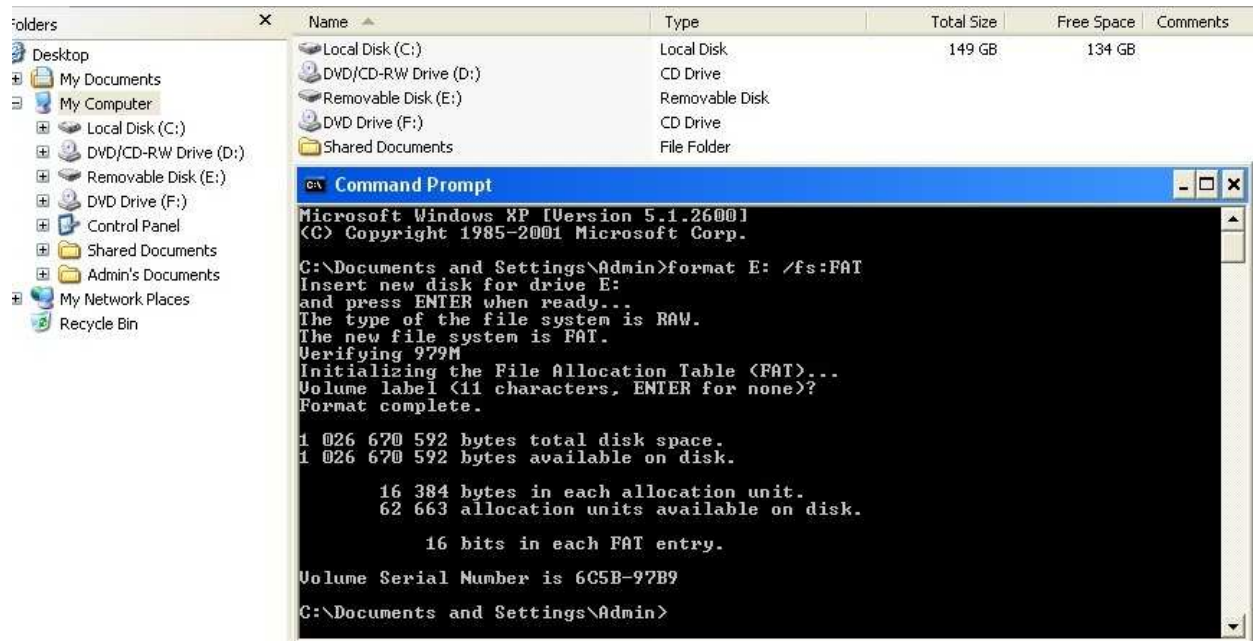 Folders
Desktop
My Documents
My Computer
Local Disk (C:)
DVD/CD-RW Drive (D:)
Removable Disk (E:)
DVD Drive (F:)
Control Panel
Shared Documents
Admin's Documents
My Network Places
Recycle Bin
Name Type Total Size Free Space Comments
Local Disk (C:) Local Disk 149 GB 134 GB
DVD/CD-RW Drive (D:) CD Drive
Removable Disk (E:) Removable Disk
DVD Drive (F:) CD Drive
Shared Documents File Folder
Command Prompt
Microsoft Windows XP [Version 5.1.2600]
(C) Copyright 1985-2001 Microsoft Corp.
C:\Documents and Settings\Admin>format E: /fs:FAT
Insert new disk for drive E:
and press ENTER when ready...
The type of the file system is RAW.
The new file system is FAT.
Verifying 979M
Initializing the File Allocation Table (FAT)...
Volume label (11 characters, ENTER for none)?
Format complete.
1 026 670 592 bytes total disk space.
1 026 670 592 bytes available on disk.
16 384 bytes in each allocation unit.
62 663 allocation units available on disk.
16 bits in each FAT entry.
Volume Serial Number is 6C5B-97B9
C:\Documents and Settings\Admin>